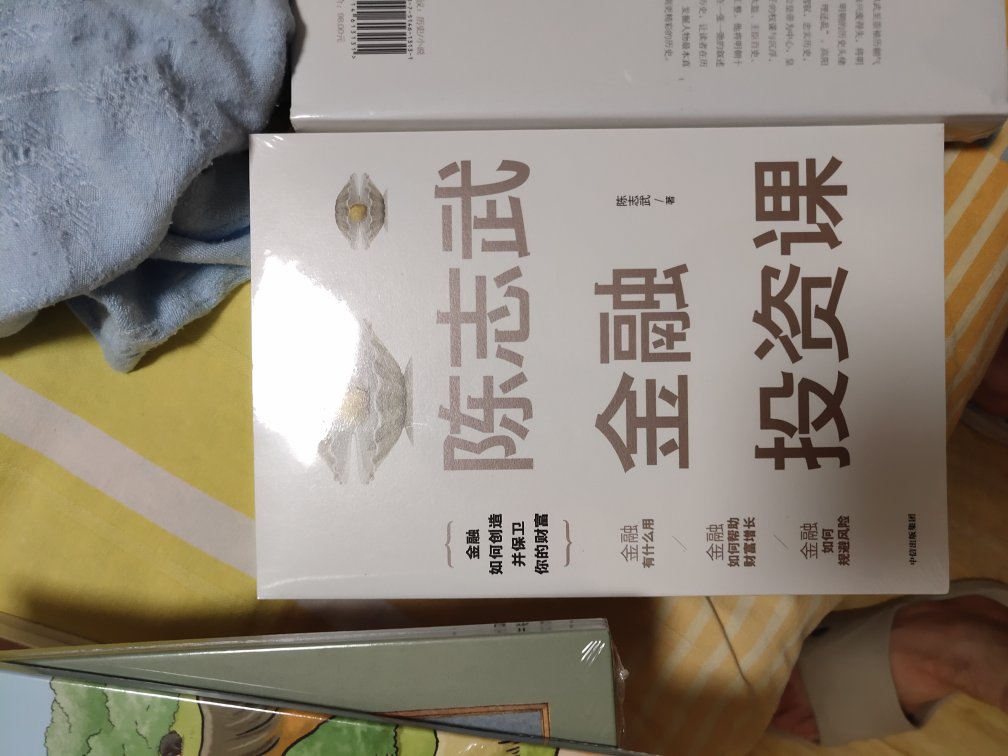 陈志武
金融
投资课
陈志武/著
金融
如何创造
并保卫
你的财富
金融
有什么用
金融
如何帮助
财富增长
金融
如何
规避风险
中信出版集团